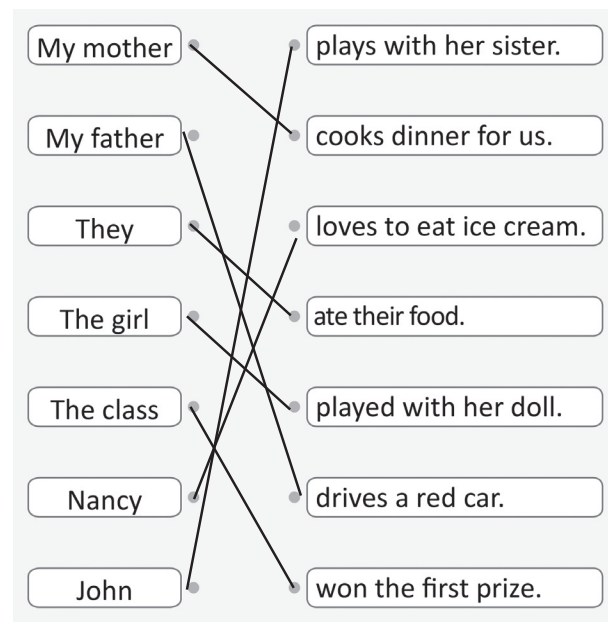 My mother plays with her sister.
My father cooks dinner for us.
They loves to eat ice cream.
The girl ate their food.
The class played with her doll.
Nancy drives a red car.
John won the first prize.